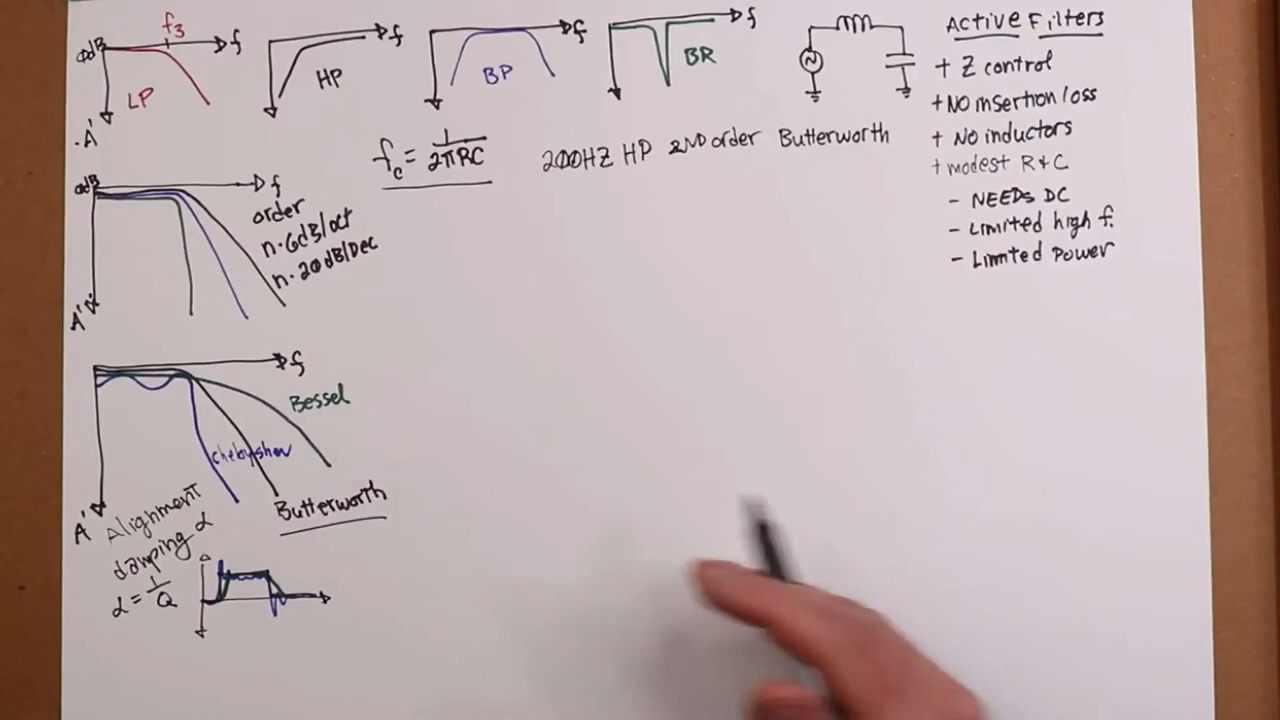 f3
0dB
f
LP
-A'
f
HP
f
BP
f
BR
fc = 1/2πRC
200HZ HP 2ND order Butterworth
Active Filters
+ Z control
+ NO insertion loss
+ No inductors
+ modest R & C
- NEEDS DC
- Limited high f.
- Limited Power
0dB
f
order
n·6dB/oct
n·20dB/Dec
A'
f
Bessel
chebyshev
Butterworth
A'
Alignment
damping α
α = 1/Q